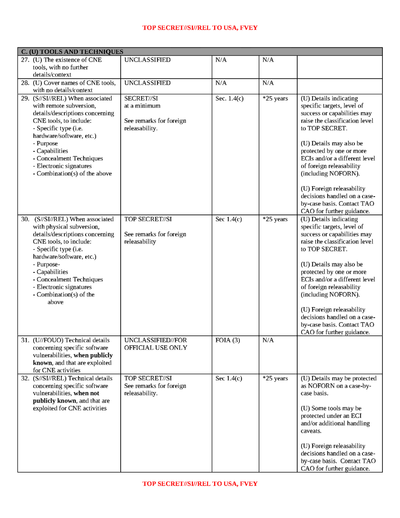 TOP SECRET//SI//REL TO USA, FVEY
C. (U) TOOLS AND TECHNIQUES
27. (U) The existence of CNE
tools, with no further
details/context
UNCLASSIFIED
N/A
N/A
28. (U) Cover names of CNE tools,
with no details/context
UNCLASSIFIED
N/A
N/A
29. (S//SI//REL) When associated
with remote subversion,
details/descriptions concerning
CNE tools, to include:
- Specific type (i.e.
hardware/software, etc.)
- Purpose
- Capabilities
- Concealment Techniques
- Electronic signatures
- Combination(s) of the above
SECRET//SI
at a minimum
See remarks for foreign
releasability.
Sec. 1.4(c)
*25 years
(U) Details indicating
specific targets, level of
success or capabilities may
raise the classification level
to TOP SECRET.
(U) Details may also be
protected by one or more
ECIs and/or a different level
of foreign releasability
(including NOFORN).
(U) Foreign releasability
decisions handled on a case-
by-case basis. Contact TAO
CAO for further guidance.
30. (S//SI//REL) When associated
with physical subversion,
details/descriptions concerning
CNE tools, to include:
- Specific type (i.e.
hardware/software, etc.)
- Purpose-
- Capabilities
- Concealment Techniques
- Electronic signatures
- Combination(s) of the
above
TOP SECRET//SI
See remarks for foreign
releasability
Sec 1.4(c)
*25 years
(U) Details indicating
specific targets, level of
success or capabilities may
raise the classification level
to TOP SECRET.
(U) Details may also be
protected by one or more
ECIs and/or a different level
of foreign releasability
(including NOFORN).
(U) Foreign releasability
decisions handled on a case-
by-case basis. Contact TAO
CAO for further guidance.
31. (U//FOUO) Technical details
concerning specific software
vulnerabilities, when publicly
known, and that are exploited
for CNE activities
UNCLASSIFIED//FOR
OFFICIAL USE ONLY
FOIA (3)
N/A
32. (S//SI//REL) Technical details
concerning specific software
vulnerabilities, when not
publicly known, and that are
exploited for CNE activities
TOP SECRET//SI
See remarks for foreign
releasability.
Sec 1.4(c)
*25 years
(U) Details may be protected
as NOFORN on a case-by-
case basis.
(U) Some tools may be
protected under an ECI
and/or additional handling
caveats.
(U) Foreign releasability
decisions handled on a case-
by-case basis. Contact TAO
CAO for further guidance.
TOP SECRET//SI//REL TO USA, FVEY